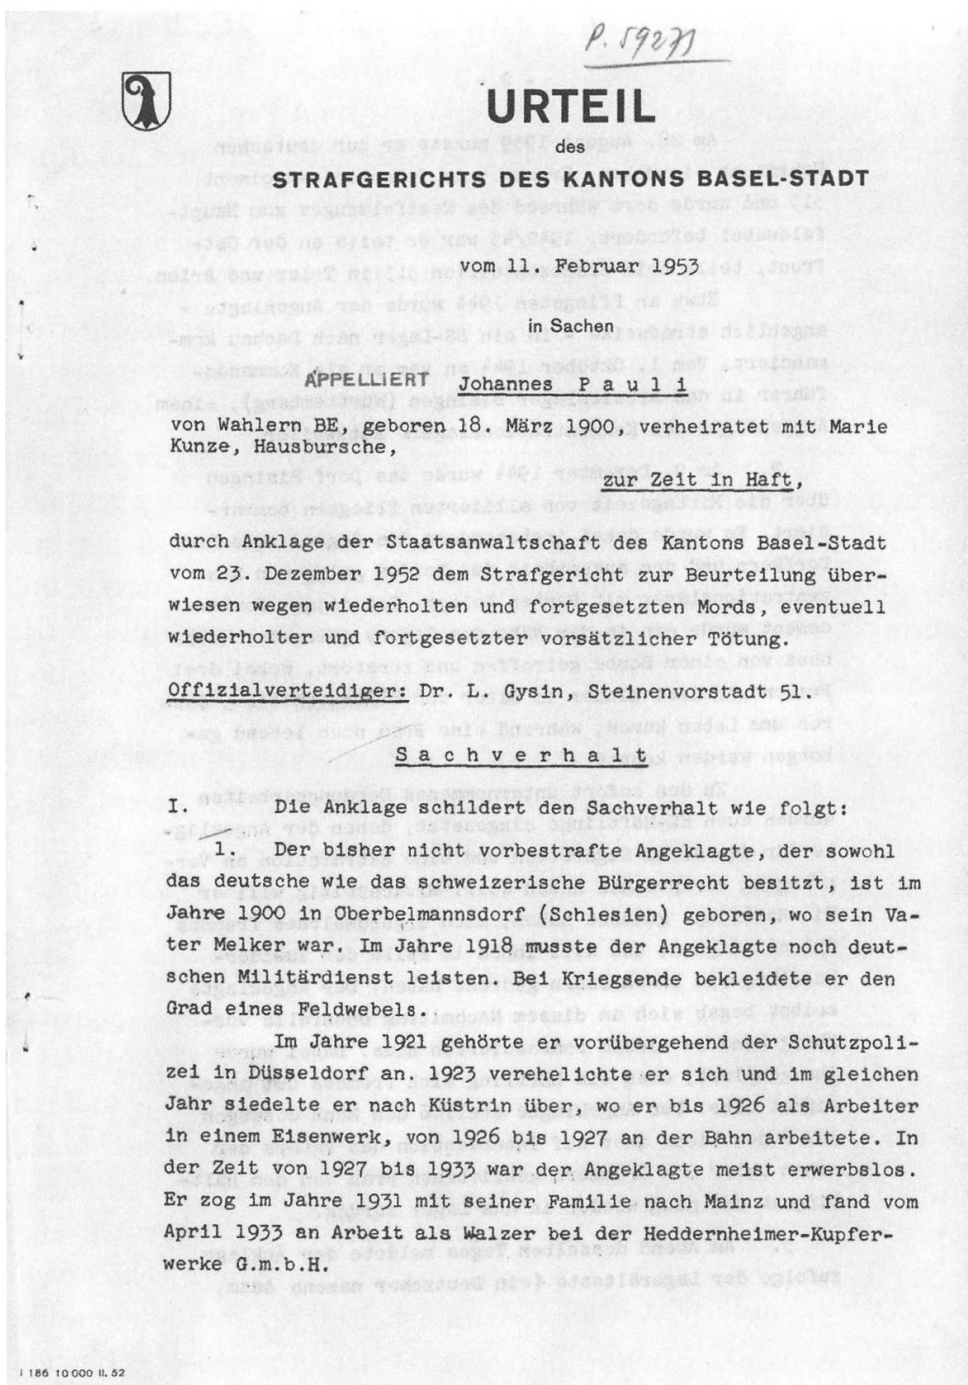 P. 59271
URTEIL
des
STRAFGERICHTS DES KANTONS BASEL-STADT
vom 11. Februar 1953
in Sachen
APPELLIERT Johannes P a u l i
von Wahlern BE, geboren 18. März 1900, verheiratet mit Marie
Kunze, Hausbursche,
zur Zeit in Haft,
durch Anklage der Staatsanwaltschaft des Kantons Basel-Stadt
vom 23. Dezember 1952 dem Strafgericht zur Beurteilung über-
wiesen wegen wiederholten und fortgesetzten Mords, eventuell
wiederholter und fortgesetzter vorsätzlicher Tötung.
Offizialverteidiger: Dr. L. Gysin, Steinenvorstadt 51.
S a c h v e r h a l t
I. Die Anklage schildert den Sachverhalt wie folgt:
1. Der bisher nicht vorbestrafte Angeklagte, der sowohl
das deutsche wie das schweizerische Bürgerrecht besitzt, ist im
Jahre 1900 in Oberbelmannsdorf (Schlesien) geboren, wo sein Va-
ter Melker war. Im Jahre 1918 musste der Angeklagte noch deut-
schen Militärdienst leisten. Bei Kriegsende bekleidete er den
Grad eines Feldwebels.
Im Jahre 1921 gehörte er vorübergehend der Schutzpoli-
zei in Düsseldorf an. 1923 verehelichte er sich und im gleichen
Jahr siedelte er nach Küstrin über, wo er bis 1926 als Arbeiter
in einem Eisenwerk, von 1926 bis 1927 an der Bahn arbeitete. In
der Zeit von 1927 bis 1933 war der Angeklagte meist erwerbslos.
Er zog im Jahre 1931 mit seiner Familie nach Mainz und fand vom
April 1933 an Arbeit als Walzer bei der Heddernheimer-Kupfer-
werke G.m.b.H.
I 186 10 000 II. 52